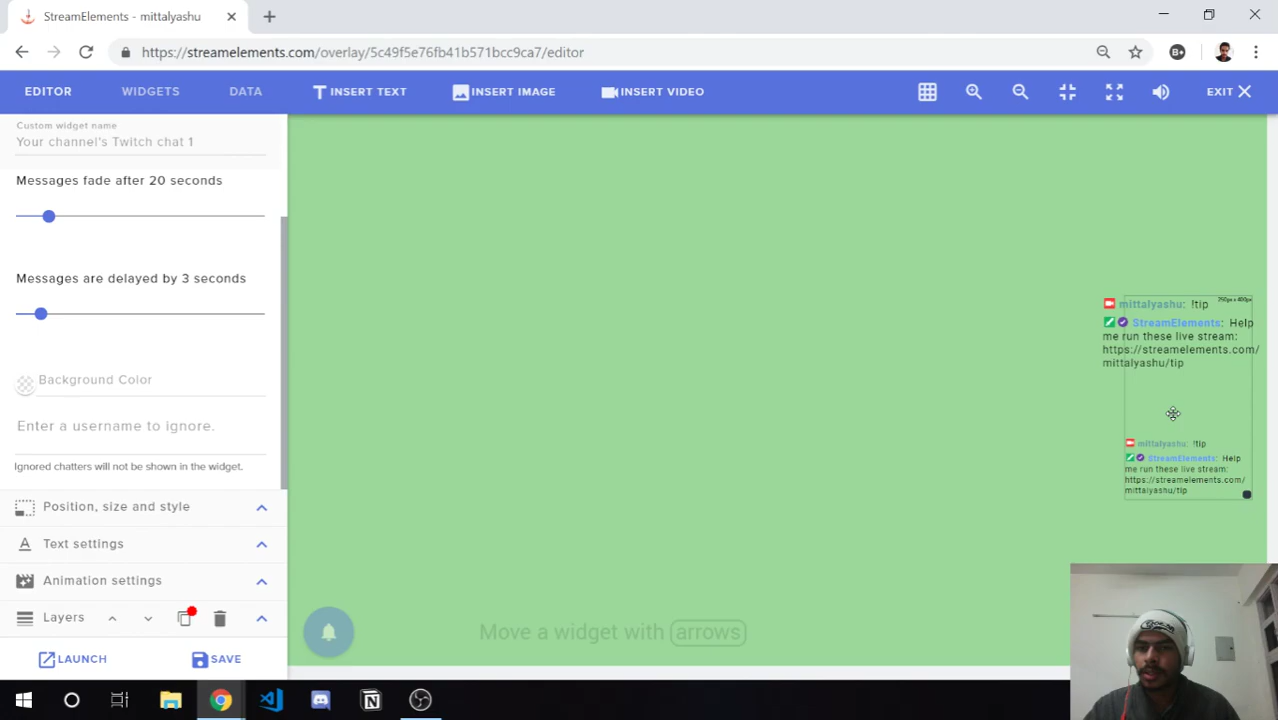 StreamElements - mittalyashu
https://streamelements.com/overlay/5c49f5e76fb41b571bcc9ca7/editor
EDITOR
WIDGETS
DATA
INSERT TEXT
INSERT IMAGE
INSERT VIDEO
EXIT
Custom widget name
Your channel's Twitch chat 1
Messages fade after 20 seconds
Messages are delayed by 3 seconds
Background Color
Enter a username to ignore.
Ignored chatters will not be shown in the widget.
Position, size and style
Text settings
Animation settings
Layers
LAUNCH
SAVE
250px x 400px
mittalyashu: !tip
StreamElements: Help
me run these live stream:
https://streamelements.com/
mittalyashu/tip
mittalyashu: !tip
StreamElements: Help
me run these live stream:
https://streamelements.com/
mittalyashu/tip
Move a widget with arrows